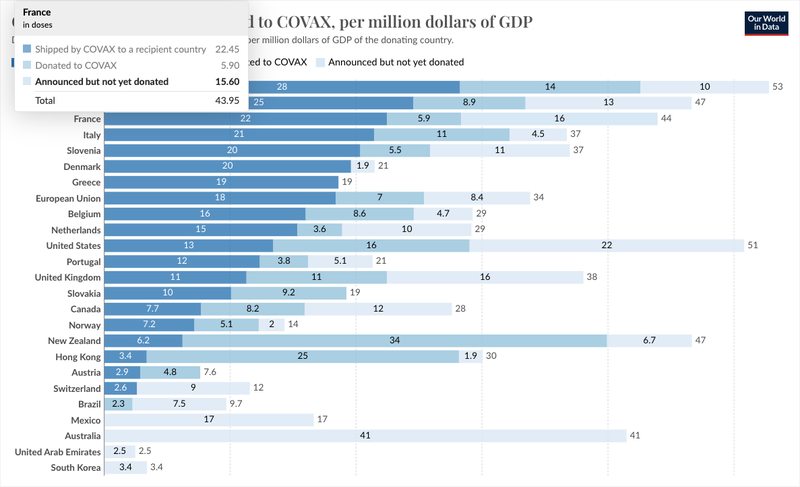 France
in doses
Shipped by COVAX to a recipient country 22.45
Donated to COVAX 5.90
Announced but not yet donated 15.60
Total 43.95
to COVAX, per million dollars of GDP
per million dollars of GDP of the donating country.
Our World
in Data
COVAX Announced but not yet donated
28 14 10 53
25 8.9 13 47
France 22 5.9 16 44
Italy 21 11 4.5 37
Slovenia 20 5.5 11 37
Denmark 20 1.9 21
Greece 19 19
European Union 18 7 8.4 34
Belgium 16 8.6 4.7 29
Netherlands 15 3.6 10 29
United States 13 16 22 51
Portugal 12 3.8 5.1 21
United Kingdom 11 11 16 38
Slovakia 10 9.2 19
Canada 7.7 8.2 12 28
Norway 7.2 5.1 2 14
New Zealand 6.2 34 6.7 47
Hong Kong 3.4 25 1.9 30
Austria 2.9 4.8 7.6
Switzerland 2.6 9 12
Brazil 2.3 7.5 9.7
Mexico 17 17
Australia 41 41
United Arab Emirates 2.5 2.5
South Korea 3.4 3.4